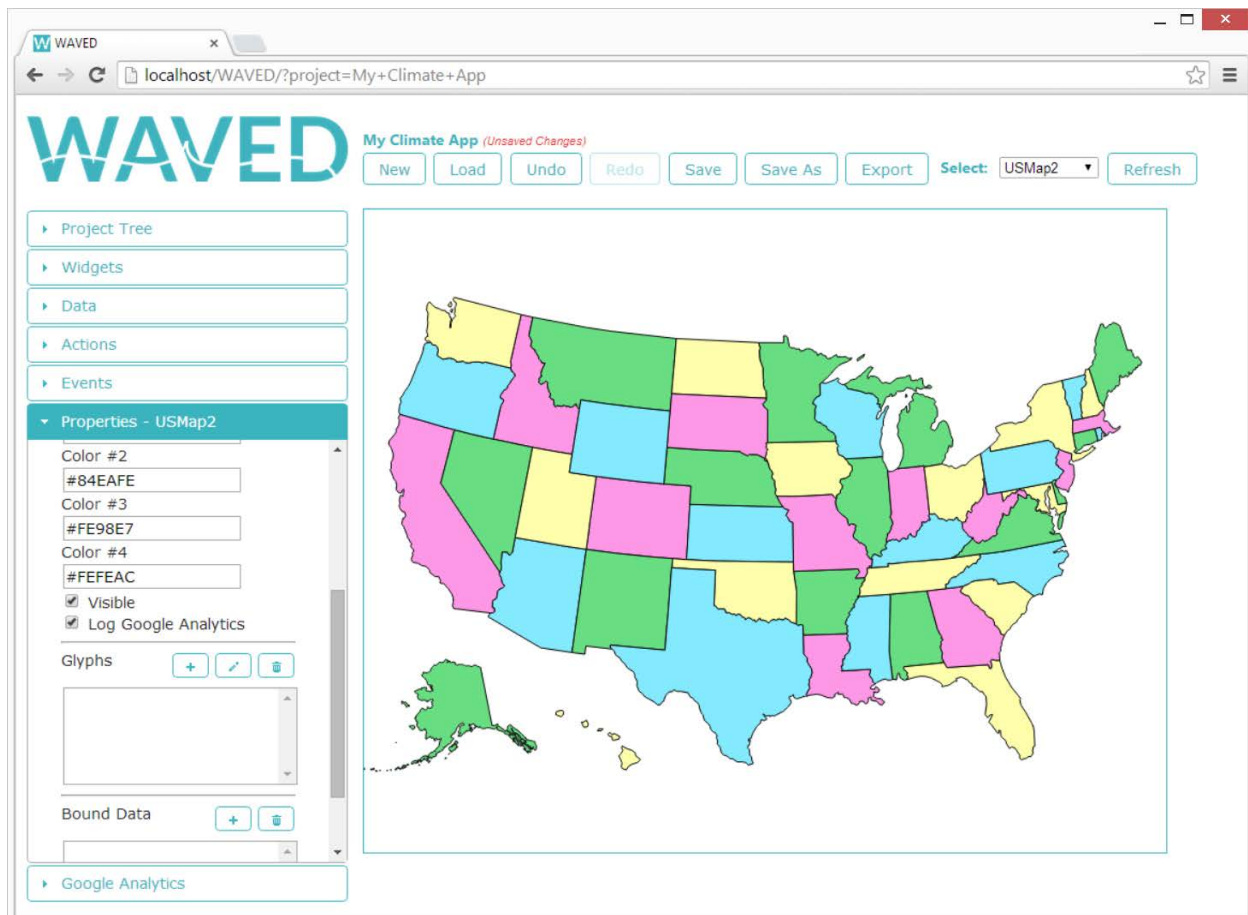 WAVED
localhost/WAVED/?project=My+Climate+App
WAVED
My Climate App (Unsaved Changes)
New Load Undo Redo Save Save As Export Select: USMap2 Refresh
Project Tree
Widgets
Data
Actions
Events
Properties - USMap2
Color #2
#84EAFE
Color #3
#FE98E7
Color #4
#FEFEAC
Visible
Log Google Analytics
Glyphs
Bound Data
Google Analytics